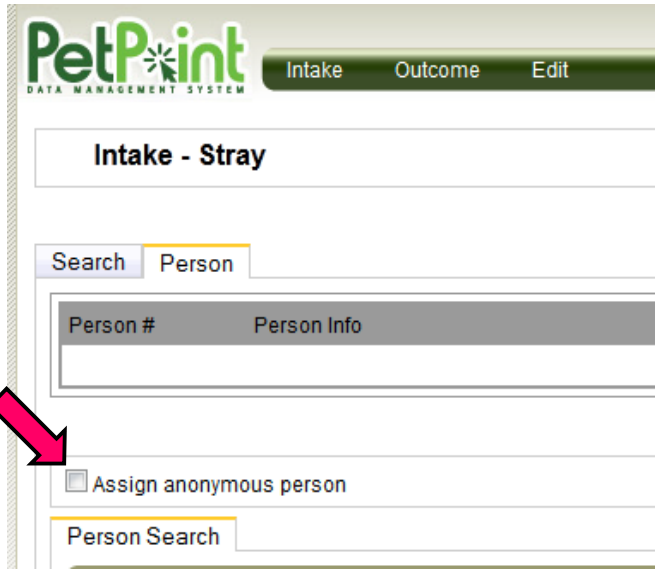 PetPoint
DATA MANAGEMENT SYSTEM
Intake Outcome Edit
Intake - Stray
Search Person
Person # Person Info
Assign anonymous person
Person Search